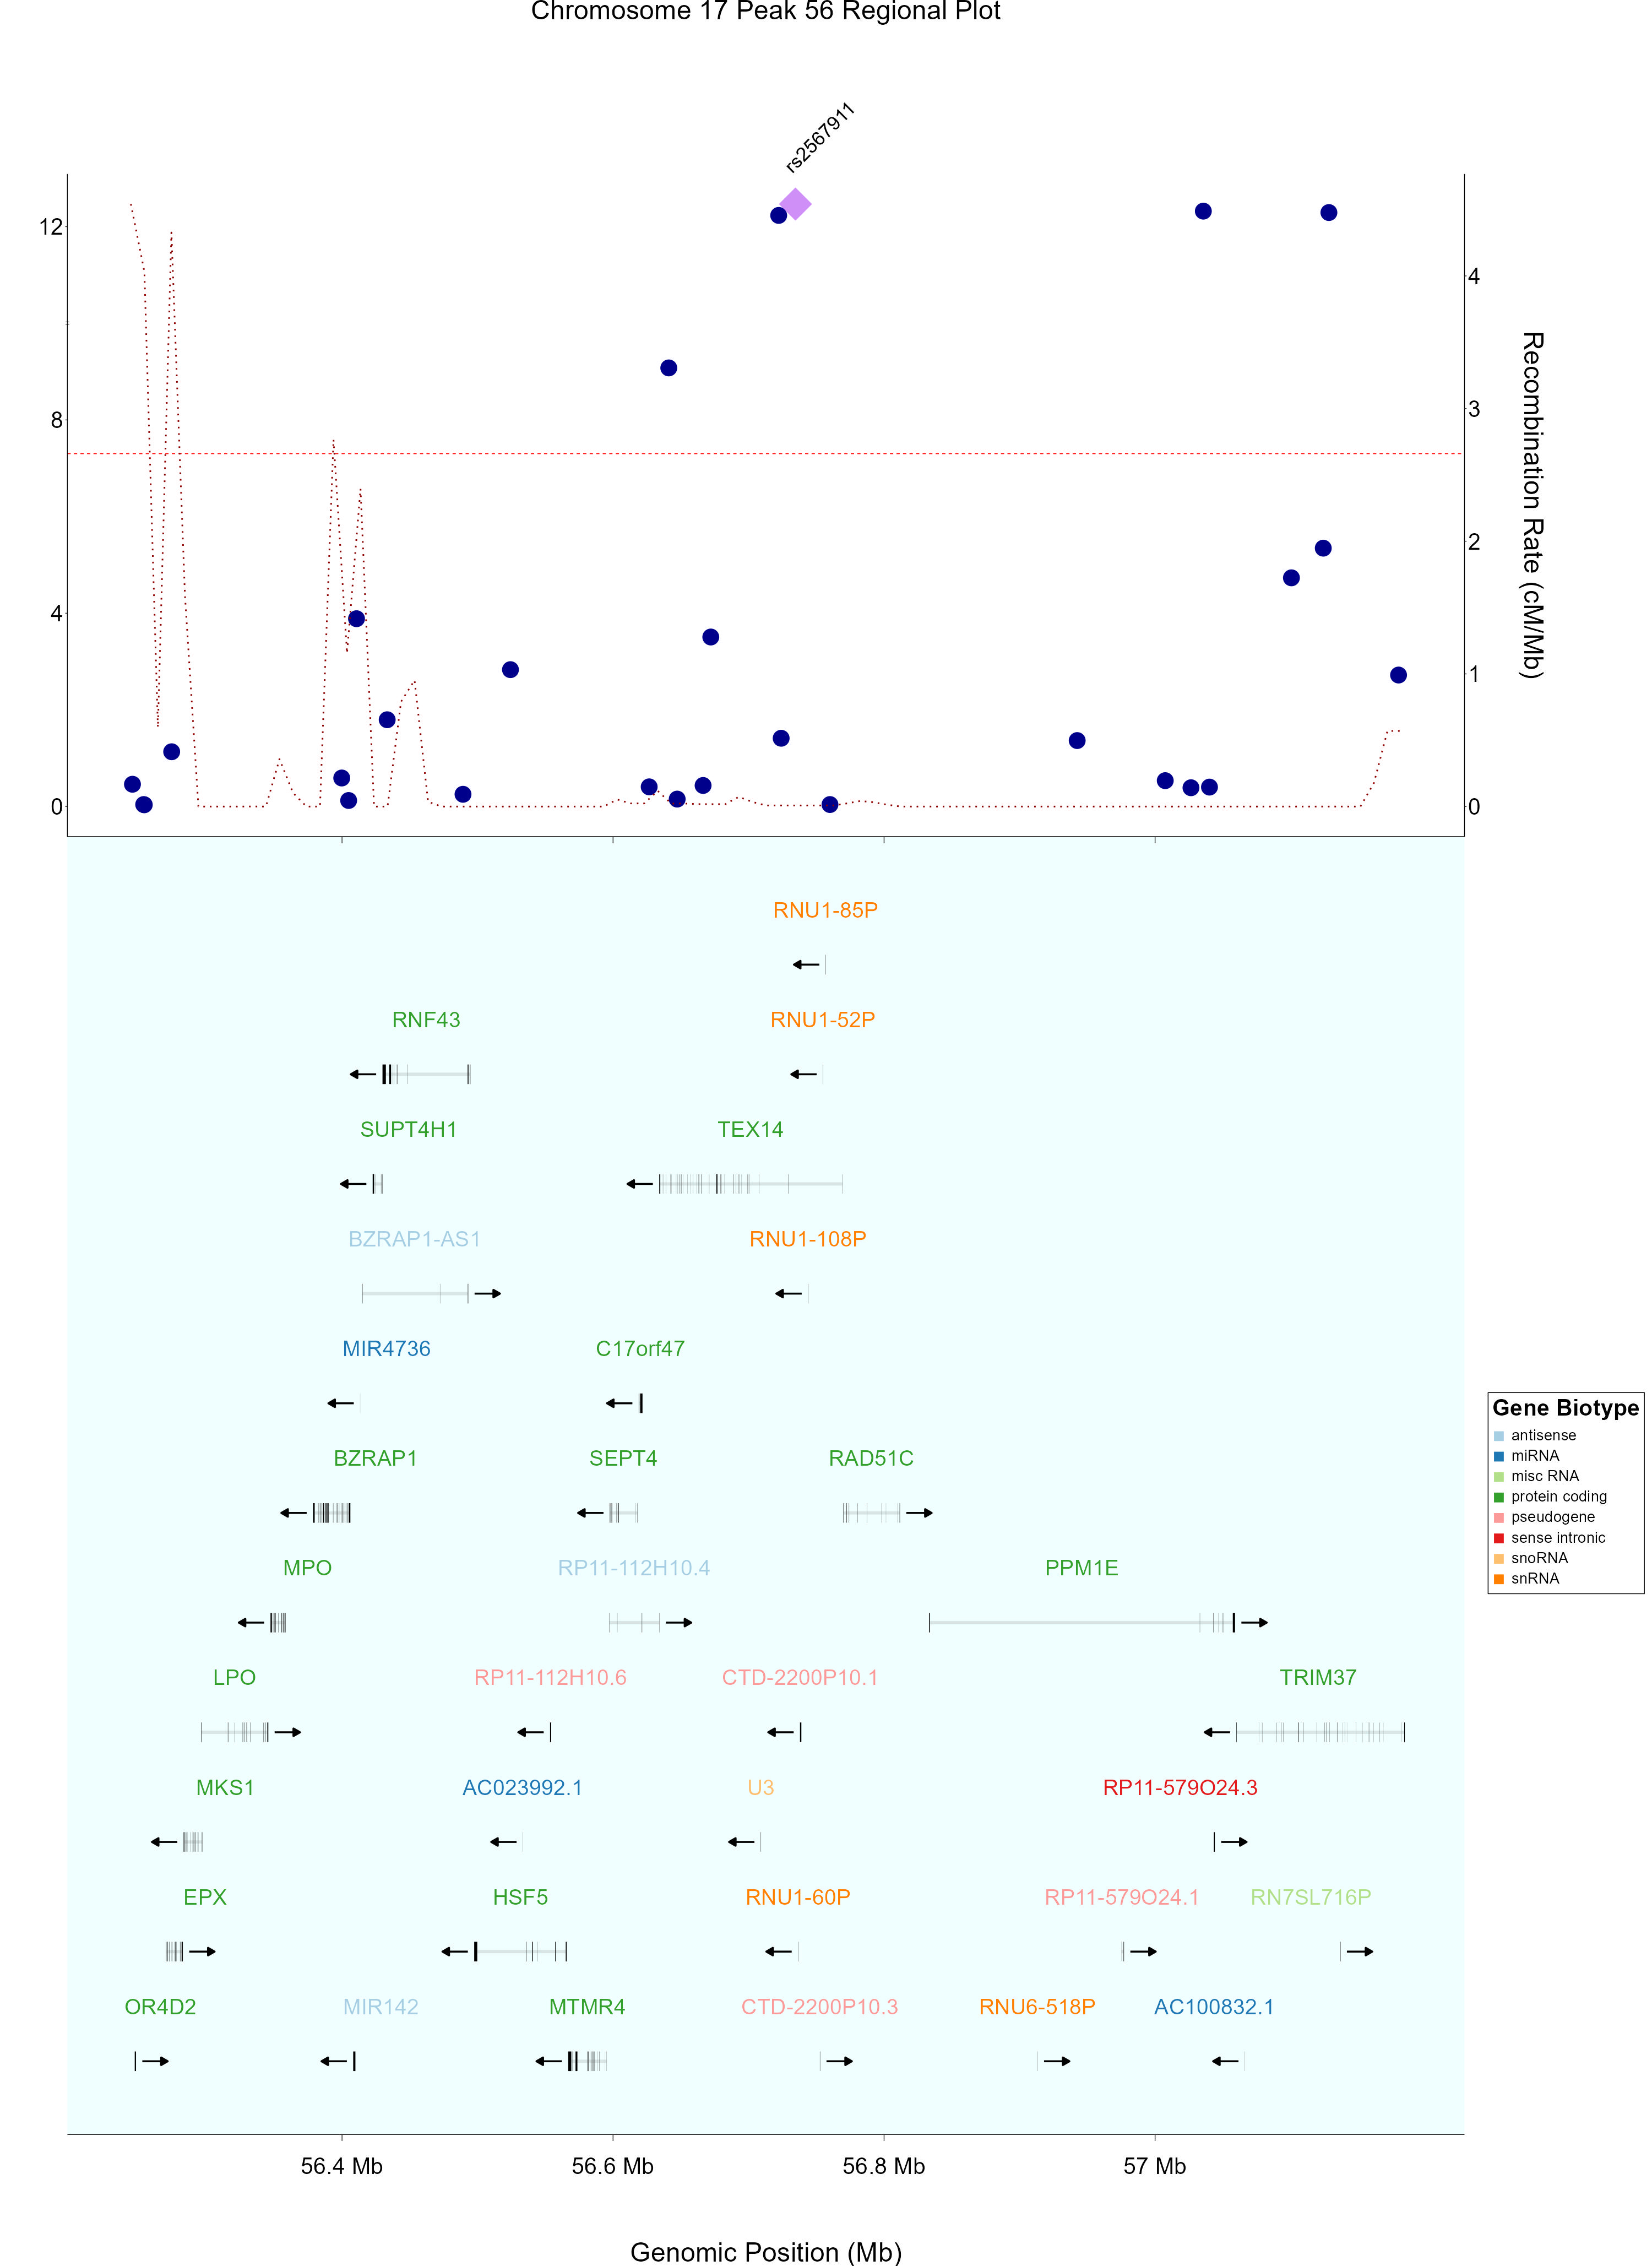 Chromosome 17 Peak 56 Regional Plot
rs2567911
12
8
4
0
4
3
2
1
0
Recombination Rate (cM/Mb)
RNU1-85P
RNF43
RNU1-52P
SUPT4H1
TEX14
BZRAP1-AS1
RNU1-108P
MIR4736
C17orf47
BZRAP1
SEPT4
RAD51C
MPO
RP11-112H10.4
PPM1E
LPO
RP11-112H10.6
CTD-2200P10.1
TRIM37
MKS1
AC023992.1
U3
RP11-579O24.3
EPX
HSF5
RNU1-60P
RP11-579O24.1
RN7SL716P
OR4D2
MIR142
MTMR4
CTD-2200P10.3
RNU6-518P
AC100832.1
Gene Biotype
antisense
miRNA
misc RNA
protein coding
pseudogene
sense intronic
snoRNA
snRNA
56.4 Mb
56.6 Mb
56.8 Mb
57 Mb
Genomic Position (Mb)